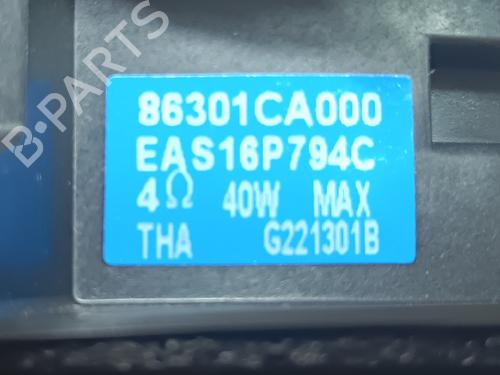 B-PARTS
86301CA000
EAS16P794C
4Ω 40W MAX
THA G221301B